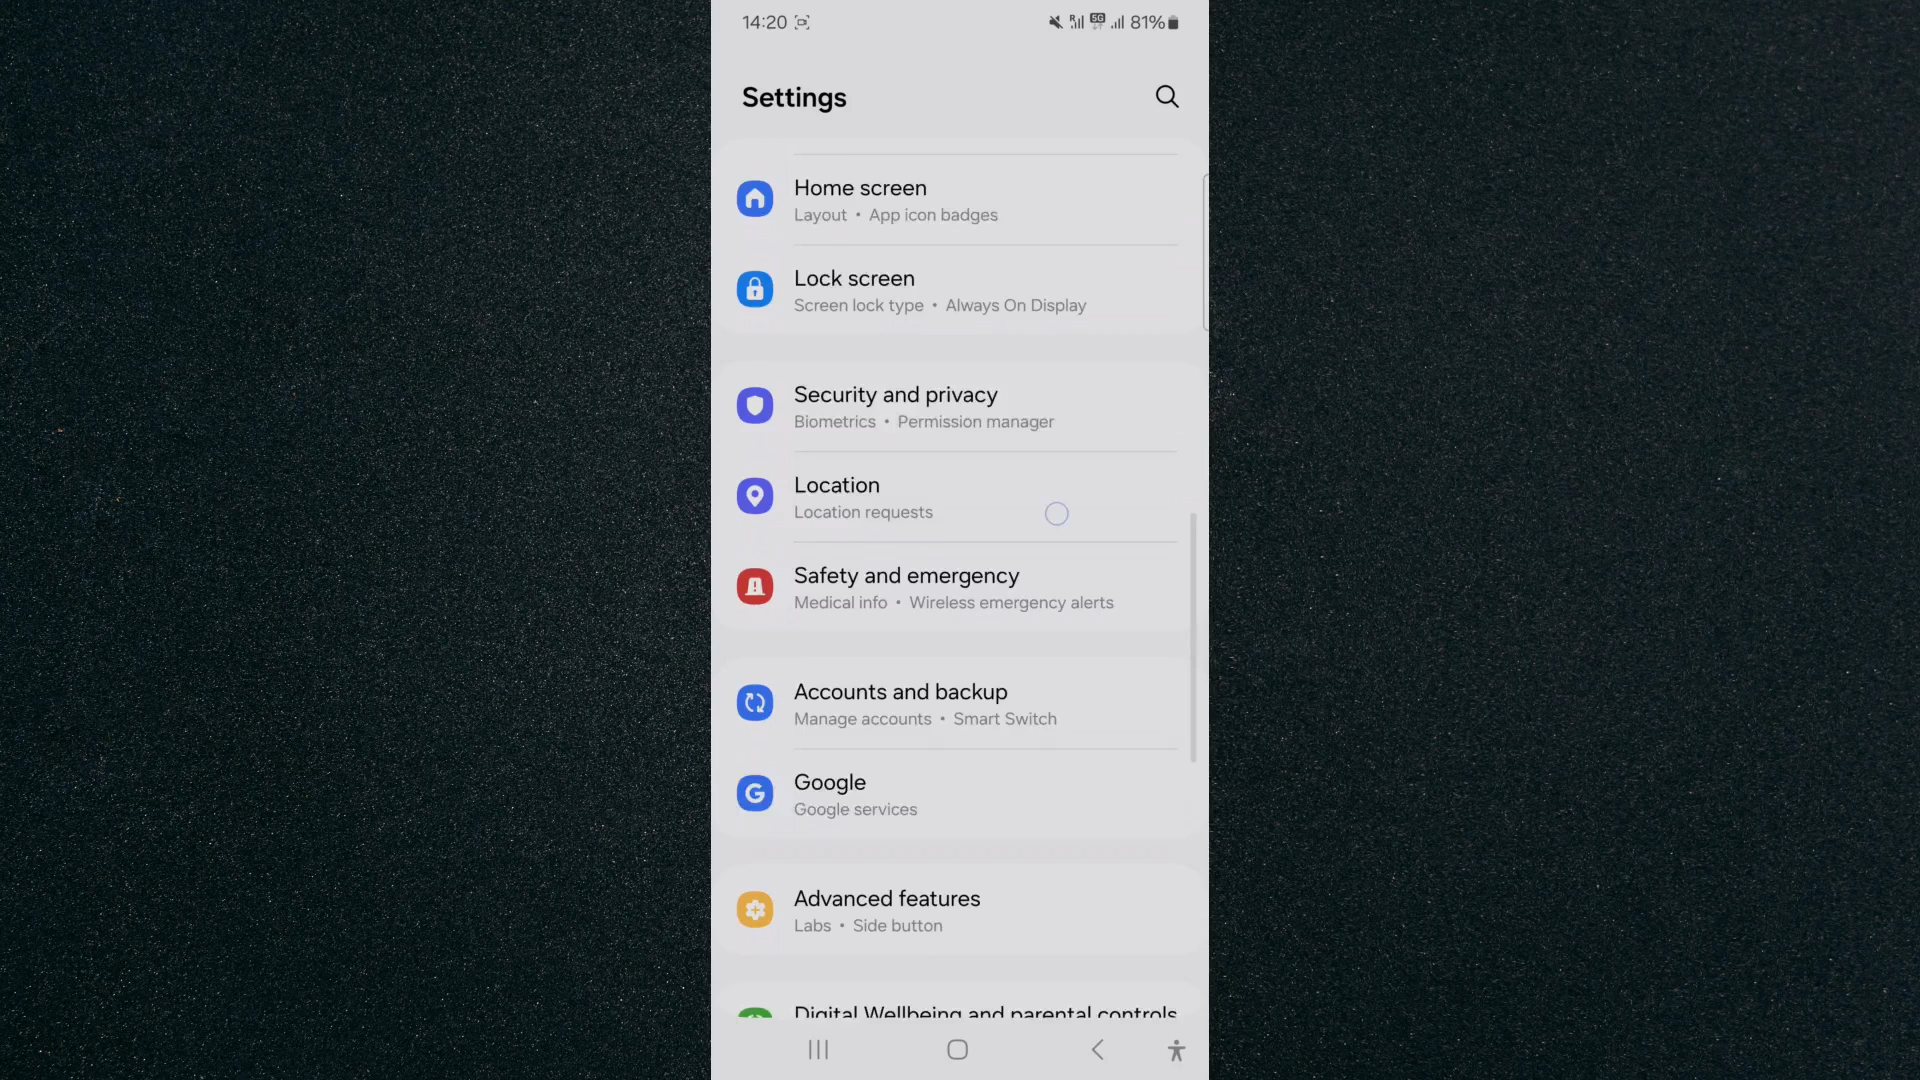 14:20 81%
Settings
Home screen
Layout • App icon badges
Lock screen
Screen lock type • Always On Display
Security and privacy
Biometrics • Permission manager
Location
Location requests
Safety and emergency
Medical info • Wireless emergency alerts
Accounts and backup
Manage accounts • Smart Switch
G Google
Google services
Advanced features
Labs • Side button
Digital Wellbeing and parental controls